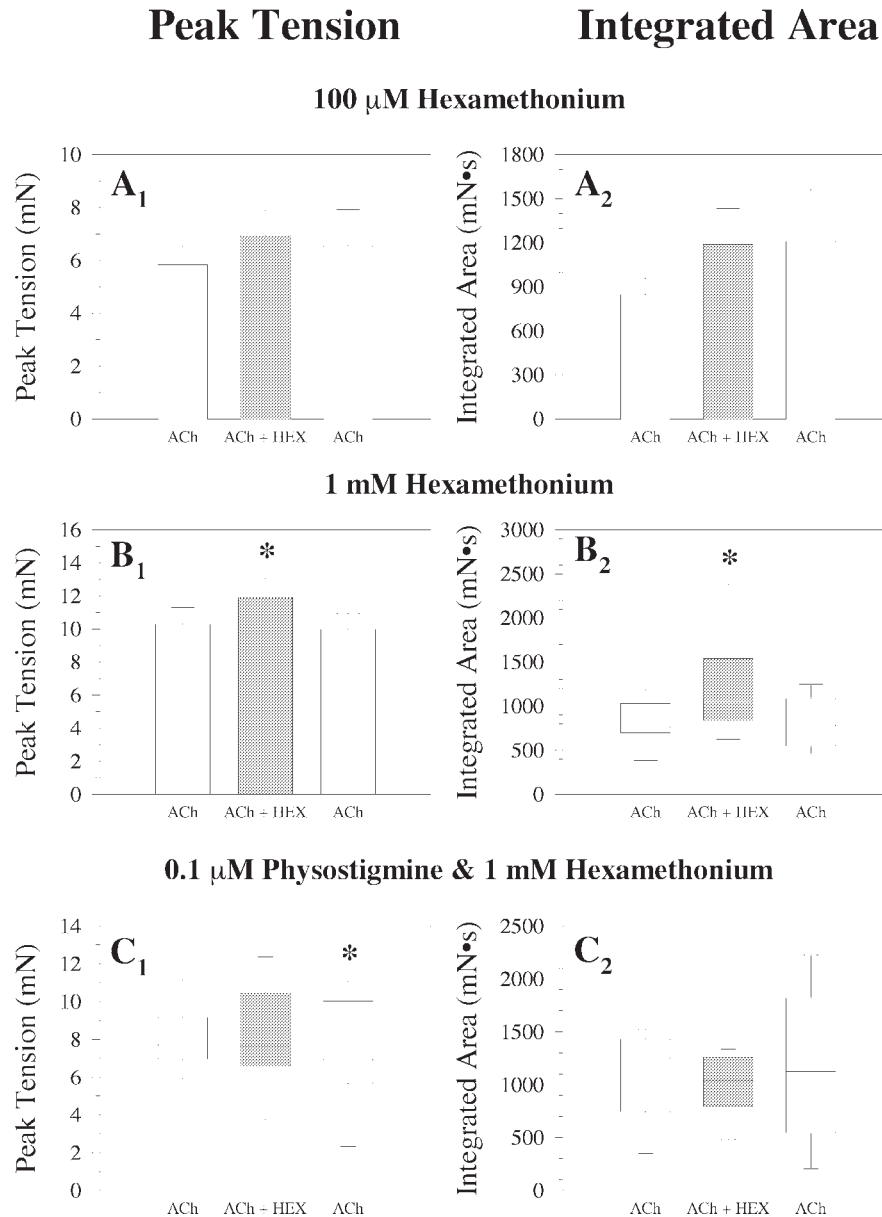 Peak Tension Integrated Area
100 μM Hexamethonium
Peak Tension (mN)
10
8
6
4
2
0
A1
ACh ACh + HEX ACh
Integrated Area (mN•s)
1800
1500
1200
900
600
300
0
A2
ACh ACh + HEX ACh
1 mM Hexamethonium
Peak Tension (mN)
16
14
12
10
8
6
4
2
0
B1
*
ACh ACh + HEX ACh
Integrated Area (mN•s)
3000
2500
2000
1500
1000
500
0
B2
*
ACh ACh + HEX ACh
0.1 μM Physostigmine & 1 mM Hexamethonium
Peak Tension (mN)
14
12
10
8
6
4
2
0
C1
*
ACh ACh + HEX ACh
Integrated Area (mN•s)
2500
2000
1500
1000
500
0
C2
ACh ACh + HEX ACh